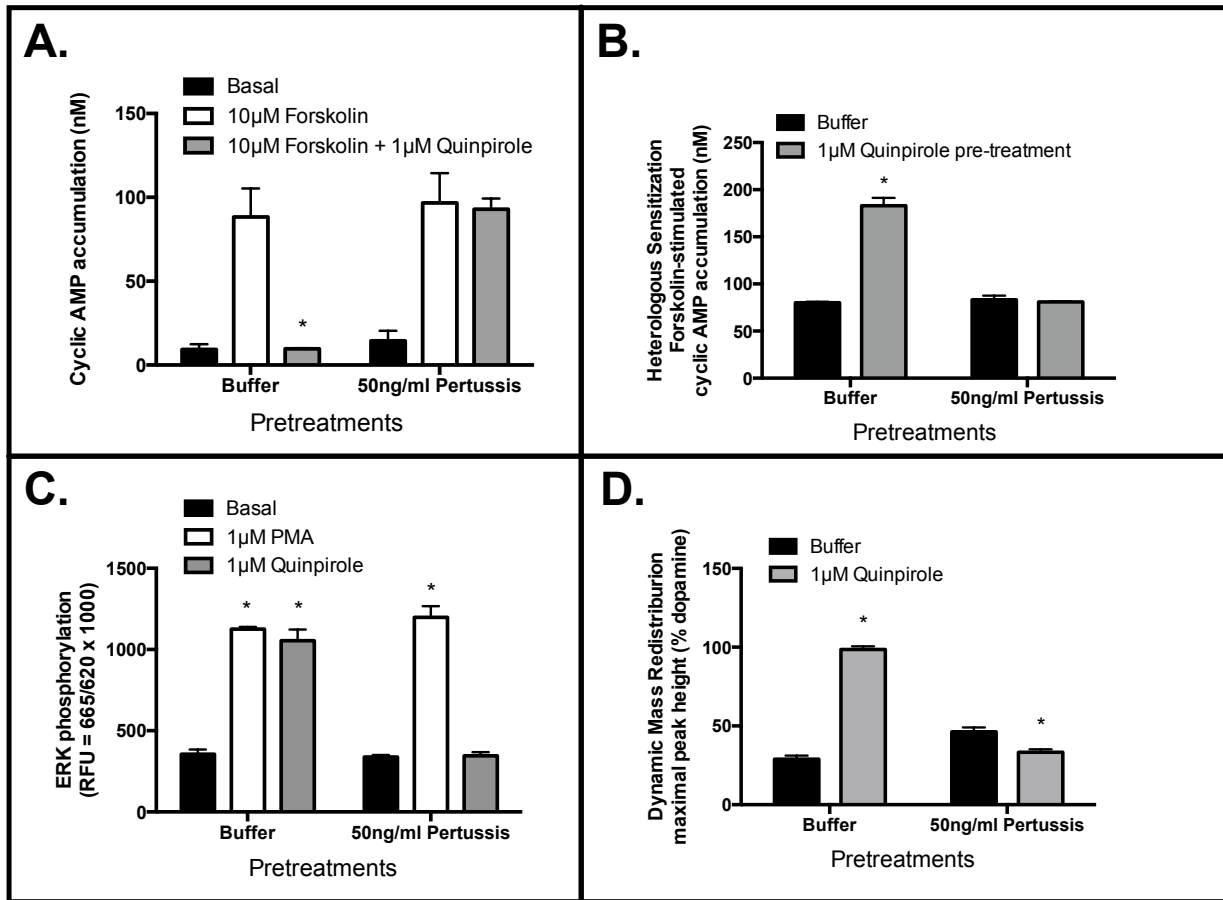 A.
Basal
10µM Forskolin
10µM Forskolin + 1µM Quinpirole
Cyclic AMP accumulation (nM)
150
100
50
0
*
Buffer
50ng/ml Pertussis
Pretreatments
B.
Buffer
1µM Quinpirole pre-treatment
Heterologous Sensitization
Forskolin-stimulated
cyclic AMP accumulation (nM)
250
200
150
100
50
0
*
Buffer
50ng/ml Pertussis
Pretreatments
C.
Basal
1µM PMA
1µM Quinpirole
ERK phosphorylation
(RFU = 665/620 x 1000)
1500
1000
500
0
*
*
*
Buffer
50ng/ml Pertussis
Pretreatments
D.
Buffer
1µM Quinpirole
Dynamic Mass Redistriburion
maximal peak height (% dopamine)
150
100
50
0
*
*
Buffer
50ng/ml Pertussis
Pretreatments